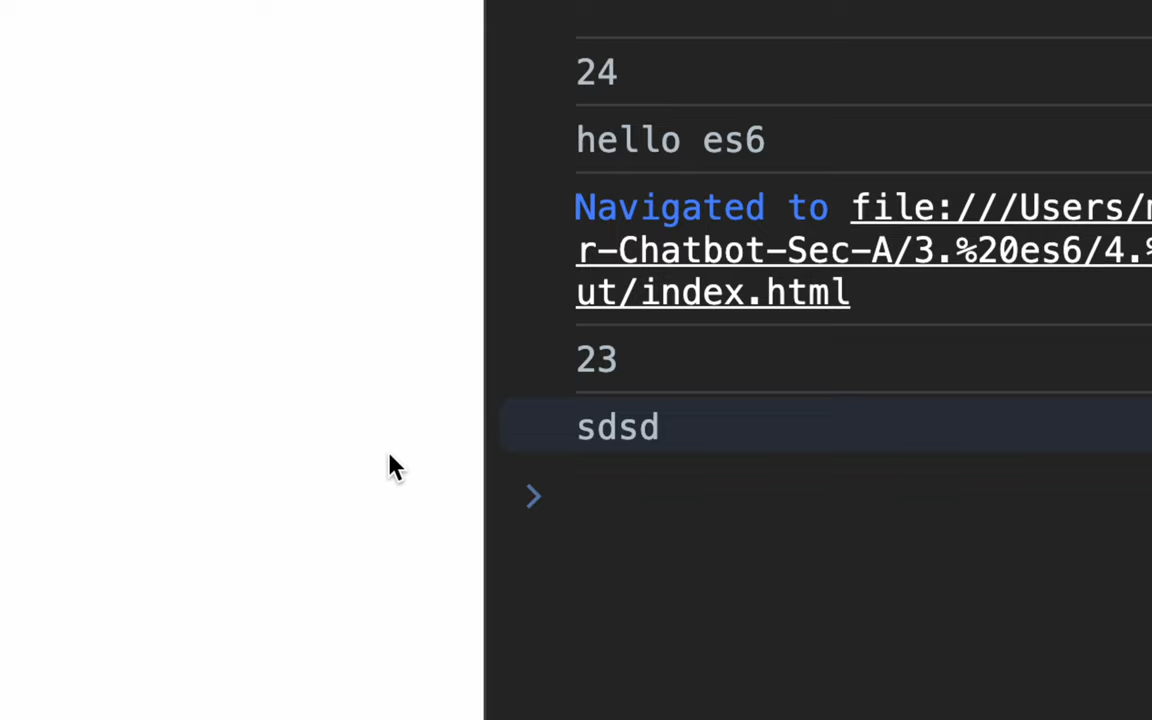 24
hello es6
Navigated to file:///Users/
r-Chatbot-Sec-A/3.%20es6/4.%
ut/index.html
23
sdsd
>